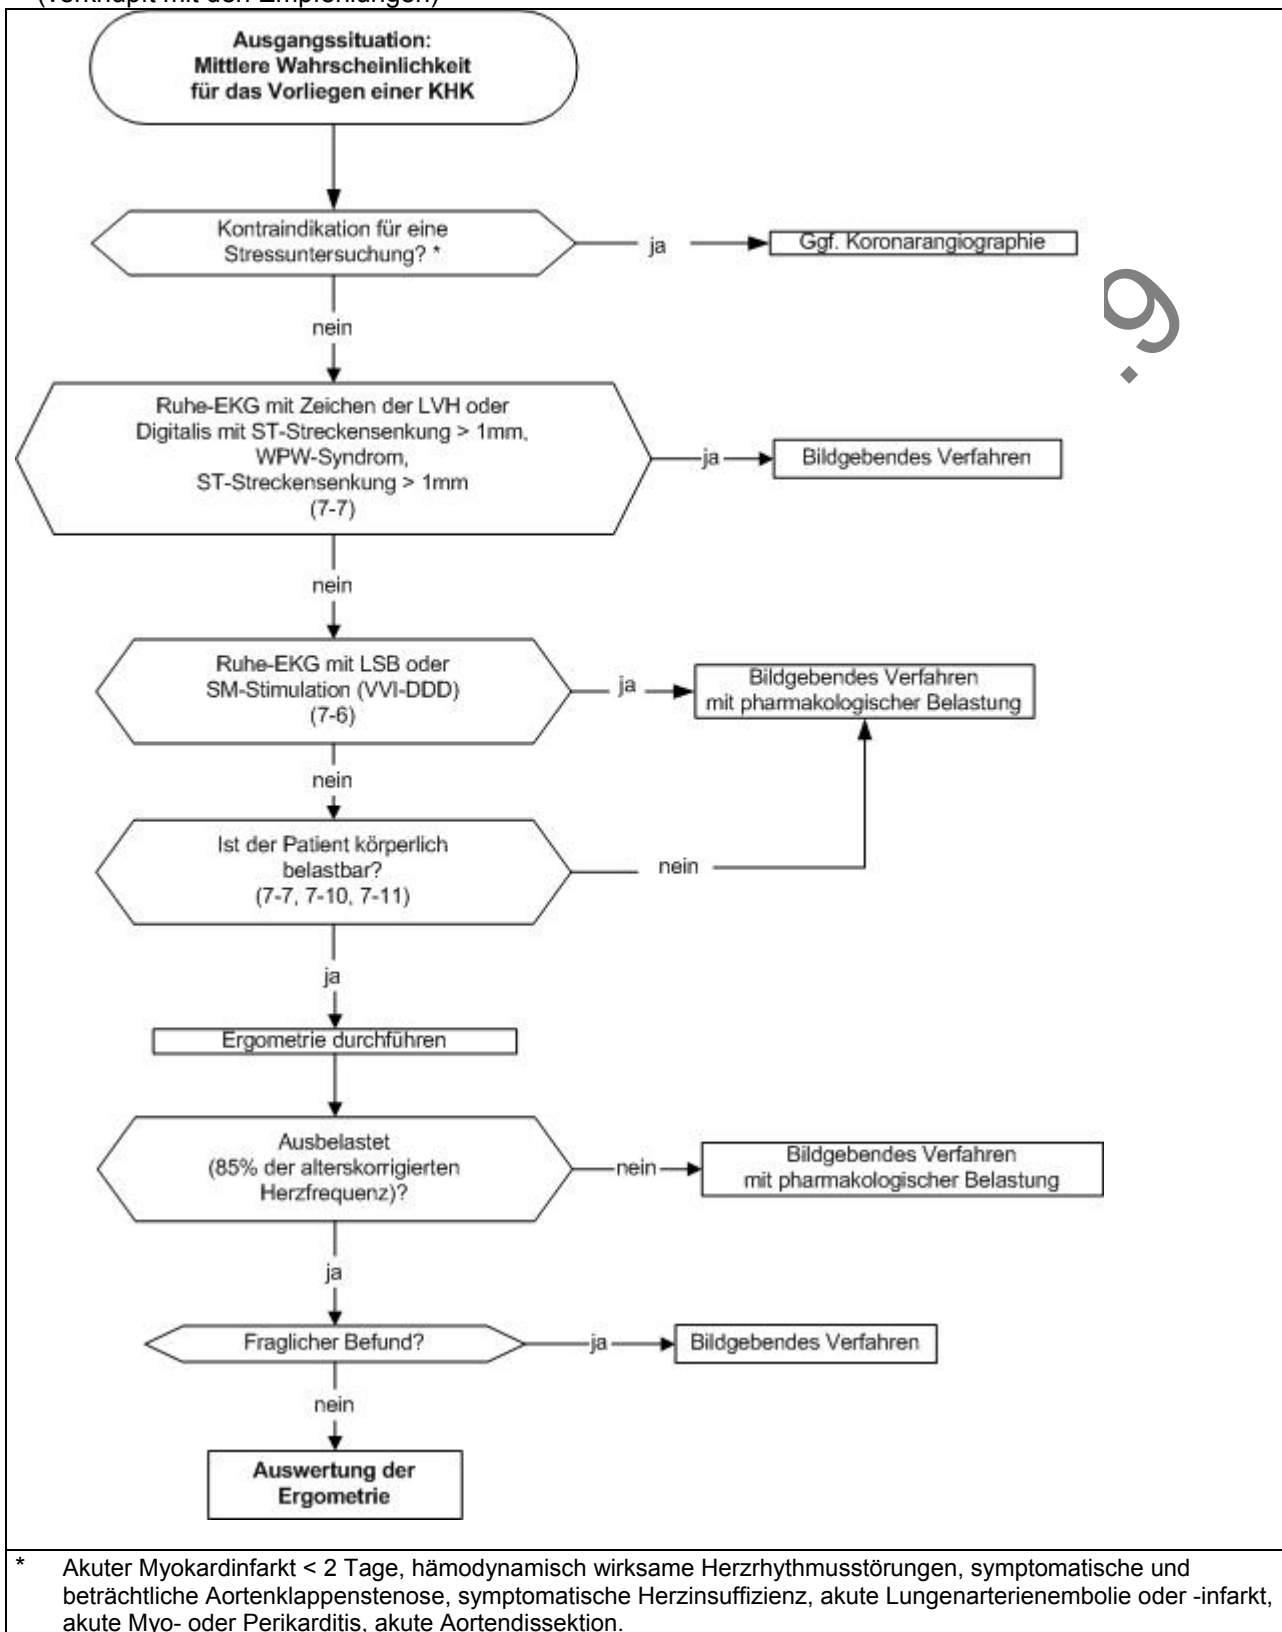 (verknüpft mit den Empfehlungen)
Ausgangssituation:
Mittlere Wahrscheinlichkeit
für das Vorliegen einer KHK
Kontraindikation für eine
Stressuntersuchung? *
ja
Ggf. Koronarangiographie
9.
nein
Ruhe-EKG mit Zeichen der LVH oder
Digitalis mit ST-Streckensenkung > 1mm,
WPW-Syndrom,
ST-Streckensenkung > 1mm
(7-7)
ja
Bildgebendes Verfahren
nein
Ruhe-EKG mit LSB oder
SM-Stimulation (VVI-DDD)
(7-6)
ja
Bildgebendes Verfahren
mit pharmakologischer Belastung
nein
Ist der Patient körperlich
belastbar?
(7-7, 7-10, 7-11)
nein
ja
Ergometrie durchführen
Ausbelastet
(85% der alterskorrigierten
Herzfrequenz)?
nein
Bildgebendes Verfahren
mit pharmakologischer Belastung
ja
Fraglicher Befund?
ja
Bildgebendes Verfahren
nein
Auswertung der
Ergometrie
* Akuter Myokardinfarkt < 2 Tage, hämodynamisch wirksame Herzrhythmusstörungen, symptomatische und
beträchtliche Aortenklappenstenose, symptomatische Herzinsuffizienz, akute Lungenarterienembolie oder -infarkt,
akute Myo- oder Perikarditis, akute Aortendissektion.